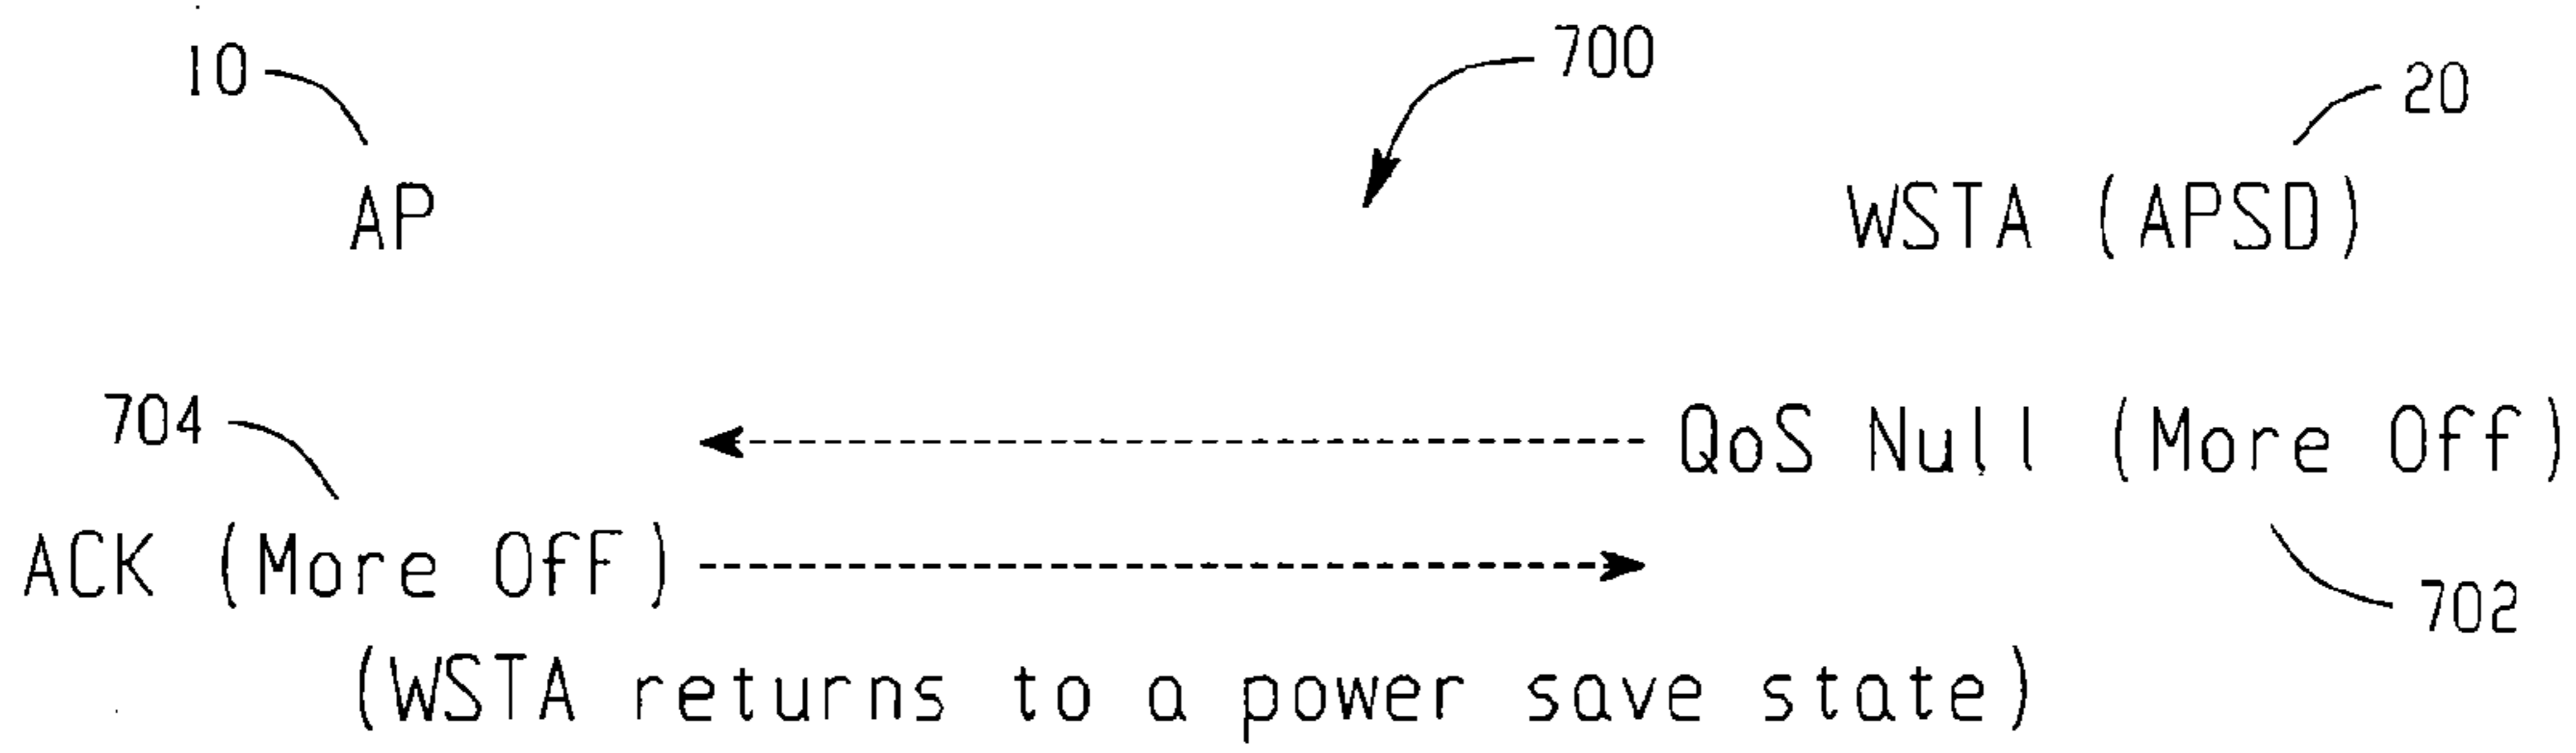 10 700 20
AP WSTA (APSD)
704 QoS Null (More Off)
ACK (More Off) 702
(WSTA returns to a power save state)